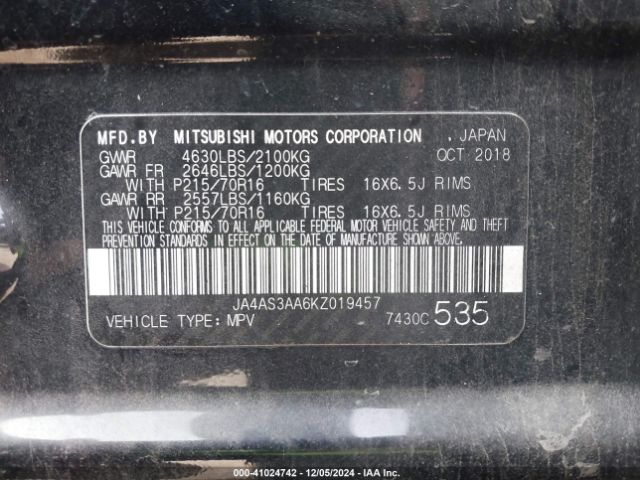 MFD.BY MITSUBISHI MOTORS CORPORATION , JAPAN
GVWR 4630LBS/2100KG OCT 2018
GAWR FR 2646LBS/1200KG
WITH P215/70R16 TIRES 16X6.5J RIMS
GAWR RR 2557LBS/1160KG
WITH P215/70R16 TIRES 16X6.5J RIMS
THIS VEHICLE CONFORMS TO ALL APPLICABLE FEDERAL MOTOR VEHICLE SAFETY AND THEFT
PREVENTION STANDARDS IN EFFECT ON THE DATE OF MANUFACTURE SHOWN ABOVE.
JA4AS3AA6KZ019457
VEHICLE TYPE: MPV 7430C 535
000-41024742 - 12/05/2024 - IAA Inc.